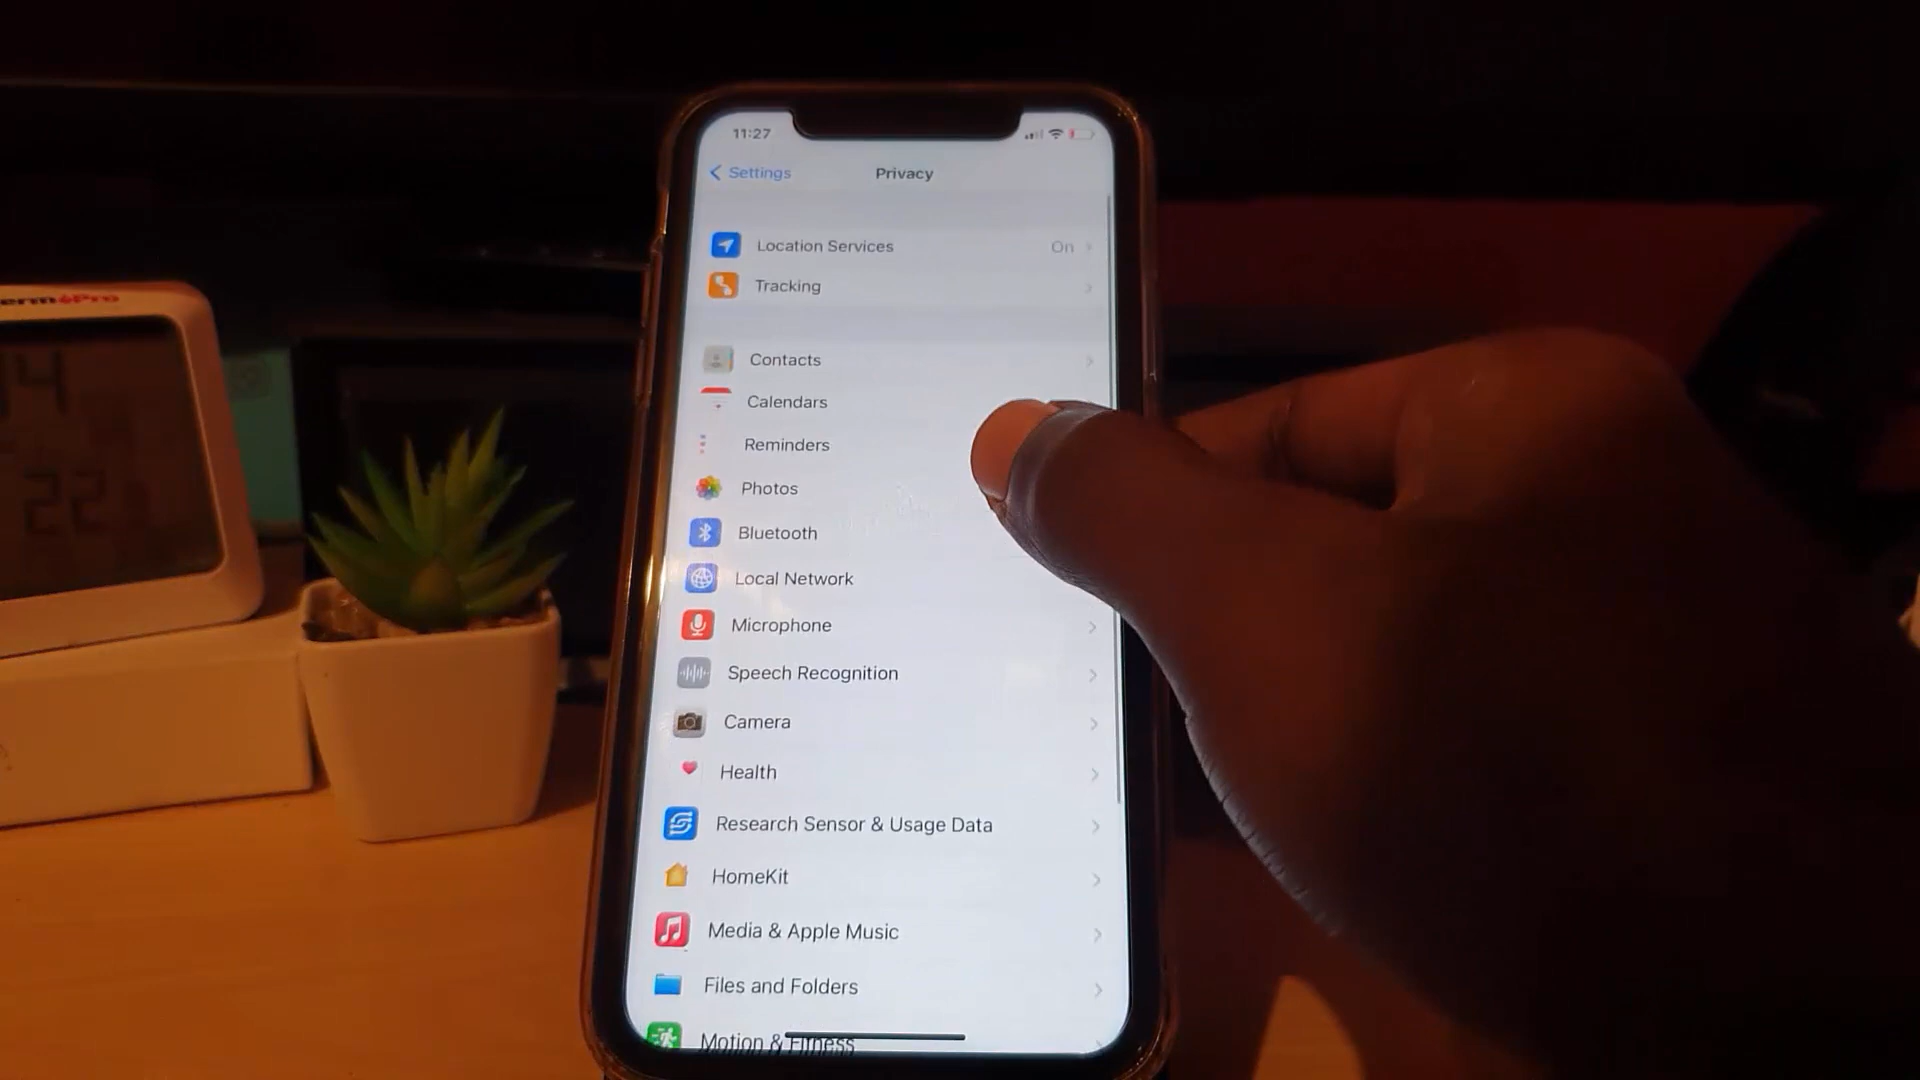 11:27
Settings
Privacy
Location Services On
Tracking
Contacts
Calendars
Reminders
Photos
Bluetooth
Local Network
Microphone
Speech Recognition
Camera
Health
Research Sensor & Usage Data
HomeKit
Media & Apple Music
Files and Folders
Motion & Fitness
22